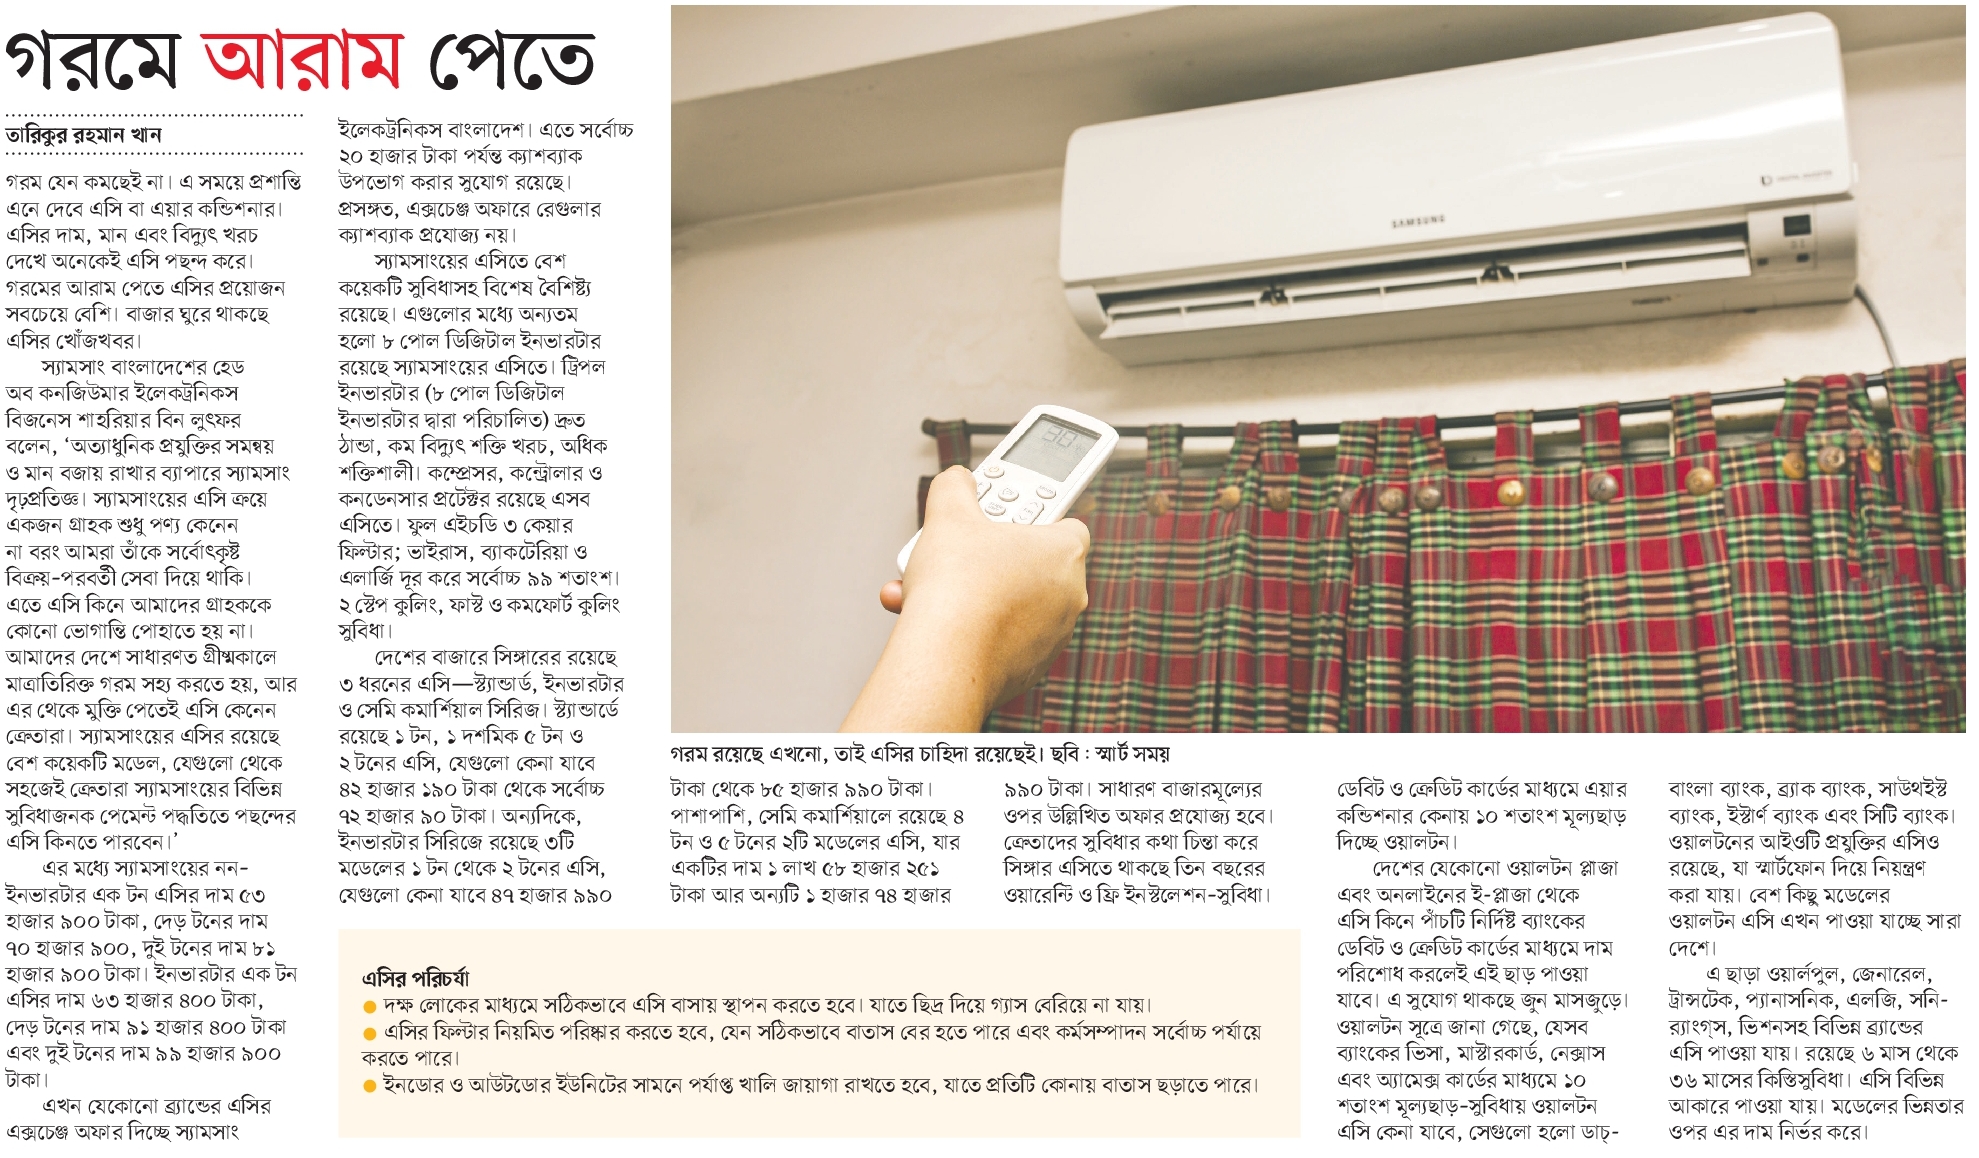 গরমে আরাম পেতে
তারিকুর রহমান খান
গরম যেন কমছেই না। এ সময়ে প্রশান্তি
এনে দেবে এসি বা এয়ার কন্ডিশনার।
এসির দাম, মান এবং বিদ্যুৎ খরচ
দেখে অনেকেই এসি পছন্দ করে।
গরমের আরাম পেতে এসির প্রয়োজন
সবচেয়ে বেশি। বাজার ঘুরে থাকছে
এসির খোঁজখবর।
স্যামসাং বাংলাদেশের হেড
অব কনজিউমার ইলেকট্রনিকস
বিজনেস শাহরিয়ার বিন লুৎফর
বলেন, ‘অত্যাধুনিক প্রযুক্তির সমন্বয়
ও মান বজায় রাখার ব্যাপারে স্যামসাং
দৃঢ়প্রতিজ্ঞ। স্যামসাংয়ের এসি ক্রয়ে
একজন গ্রাহক শুধু পণ্য কেনেন
না বরং আমরা তাঁকে সর্বোৎকৃষ্ট
বিক্রয়-পরবর্তী সেবা দিয়ে থাকি।
এতে এসি কিনে আমাদের গ্রাহককে
কোনো ভোগান্তি পোহাতে হয় না।
আমাদের দেশে সাধারণত গ্রীষ্মকালে
মাত্রাতিরিক্ত গরম সহ্য করতে হয়, আর
এর থেকে মুক্তি পেতেই এসি কেনেন
ক্রেতারা। স্যামসাংয়ের এসির রয়েছে
বেশ কয়েকটি মডেল, যেগুলো থেকে
সহজেই ক্রেতারা স্যামসাংয়ের বিভিন্ন
সুবিধাজনক পেমেন্ট পদ্ধতিতে পছন্দের
এসি কিনতে পারবেন।’
এর মধ্যে স্যামসাংয়ের নন-
ইনভারটার এক টন এসির দাম ৫৩
হাজার ৯০০ টাকা, দেড় টনের দাম
৭০ হাজার ৯০০, দুই টনের দাম ৮১
হাজার ৯০০ টাকা। ইনভারটার এক টন
এসির দাম ৬৩ হাজার ৪০০ টাকা,
দেড় টনের দাম ৯১ হাজার ৪০০ টাকা
এবং দুই টনের দাম ৯৯ হাজার ৯০০
টাকা।
এখন যেকোনো ব্র্যান্ডের এসির
এক্সচেঞ্জ অফার দিচ্ছে স্যামসাং
ইলেকট্রনিকস বাংলাদেশ। এতে সর্বোচ্চ
২০ হাজার টাকা পর্যন্ত ক্যাশব্যাক
উপভোগ করার সুযোগ রয়েছে।
প্রসঙ্গত, এক্সচেঞ্জ অফারে রেগুলার
ক্যাশব্যাক প্রযোজ্য নয়।
স্যামসাংয়ের এসিতে বেশ
কয়েকটি সুবিধাসহ বিশেষ বৈশিষ্ট্য
রয়েছে। এগুলোর মধ্যে অন্যতম
হলো ৮ পোল ডিজিটাল ইনভারটার
রয়েছে স্যামসাংয়ের এসিতে। ট্রিপল
ইনভারটার (৮ পোল ডিজিটাল
ইনভারটার দ্বারা পরিচালিত) দ্রুত
ঠান্ডা, কম বিদ্যুৎ শক্তি খরচ, অধিক
শক্তিশালী। কম্প্রেসর, কন্ট্রোলার ও
কনডেনসার প্রটেক্টর রয়েছে এসব
এসিতে। ফুল এইচডি ৩ কেয়ার
ফিল্টার; ভাইরাস, ব্যাকটেরিয়া ও
এলার্জি দূর করে সর্বোচ্চ ৯৯ শতাংশ।
২ স্টেপ কুলিং, ফাস্ট ও কমফোর্ট কুলিং
সুবিধা।
দেশের বাজারে সিঙ্গারের রয়েছে
৩ ধরনের এসি—স্ট্যান্ডার্ড, ইনভারটার
ও সেমি কমার্শিয়াল সিরিজ। স্ট্যান্ডার্ডে
রয়েছে ১ টন, ১ দশমিক ৫ টন ও
২ টনের এসি, যেগুলো কেনা যাবে
৪২ হাজার ১৯০ টাকা থেকে সর্বোচ্চ
৭২ হাজার ৯০ টাকা। অন্যদিকে,
ইনভারটার সিরিজে রয়েছে ৩টি
মডেলের ১ টন থেকে ২ টনের এসি,
যেগুলো কেনা যাবে ৪৭ হাজার ৯৯০
SAMSUNG
গরম রয়েছে এখনো, তাই এসির চাহিদা রয়েছেই। ছবি : স্মার্ট সময়
টাকা থেকে ৮৫ হাজার ৯৯০ টাকা।
পাশাপাশি, সেমি কমার্শিয়ালে রয়েছে ৪
টন ও ৫ টনের ২টি মডেলের এসি, যার
একটির দাম ১ লাখ ৫৮ হাজার ২৫১
টাকা আর অন্যটি ১ হাজার ৭৪ হাজার
৯৯০ টাকা। সাধারণ বাজারমূল্যের
ওপর উল্লিখিত অফার প্রযোজ্য হবে।
ক্রেতাদের সুবিধার কথা চিন্তা করে
সিঙ্গার এসিতে থাকছে তিন বছরের
ওয়ারেন্টি ও ফ্রি ইনস্টলেশন-সুবিধা।
ডেবিট ও ক্রেডিট কার্ডের মাধ্যমে এয়ার
কন্ডিশনার কেনায় ১০ শতাংশ মূল্যছাড়
দিচ্ছে ওয়ালটন।
দেশের যেকোনো ওয়ালটন প্লাজা
এবং অনলাইনের ই-প্লাজা থেকে
এসি কিনে পাঁচটি নির্দিষ্ট ব্যাংকের
ডেবিট ও ক্রেডিট কার্ডের মাধ্যমে দাম
পরিশোধ করলেই এই ছাড় পাওয়া
যাবে। এ সুযোগ থাকছে জুন মাসজুড়ে।
ওয়ালটন সূত্রে জানা গেছে, যেসব
ব্যাংকের ভিসা, মাস্টারকার্ড, নেক্সাস
এবং অ্যামেক্স কার্ডের মাধ্যমে ১০
শতাংশ মূল্যছাড়-সুবিধায় ওয়ালটন
এসি কেনা যাবে, সেগুলো হলো ডাচ্-
বাংলা ব্যাংক, ব্র্যাক ব্যাংক, সাউথইস্ট
ব্যাংক, ইস্টার্ণ ব্যাংক এবং সিটি ব্যাংক।
ওয়ালটনের আইওটি প্রযুক্তির এসিও
রয়েছে, যা স্মার্টফোন দিয়ে নিয়ন্ত্রণ
করা যায়। বেশ কিছু মডেলের
ওয়ালটন এসি এখন পাওয়া যাচ্ছে সারা
দেশে।
এ ছাড়া ওয়ার্লপুল, জেনারেল,
ট্রান্সটেক, প্যানাসনিক, এলজি, সনি-
র‍্যাংগ্স, ভিশনসহ বিভিন্ন ব্র্যান্ডের
এসি পাওয়া যায়। রয়েছে ৬ মাস থেকে
৩৬ মাসের কিস্তিসুবিধা। এসি বিভিন্ন
আকারে পাওয়া যায়। মডেলের ভিন্নতার
ওপর এর দাম নির্ভর করে।
এসির পরিচর্যা
● দক্ষ লোকের মাধ্যমে সঠিকভাবে এসি বাসায় স্থাপন করতে হবে। যাতে ছিদ্র দিয়ে গ্যাস বেরিয়ে না যায়।
● এসির ফিল্টার নিয়মিত পরিষ্কার করতে হবে, যেন সঠিকভাবে বাতাস বের হতে পারে এবং কর্মসম্পাদন সর্বোচ্চ পর্যায়ে
করতে পারে।
● ইনডোর ও আউটডোর ইউনিটের সামনে পর্যাপ্ত খালি জায়াগা রাখতে হবে, যাতে প্রতিটি কোনায় বাতাস ছড়াতে পারে।